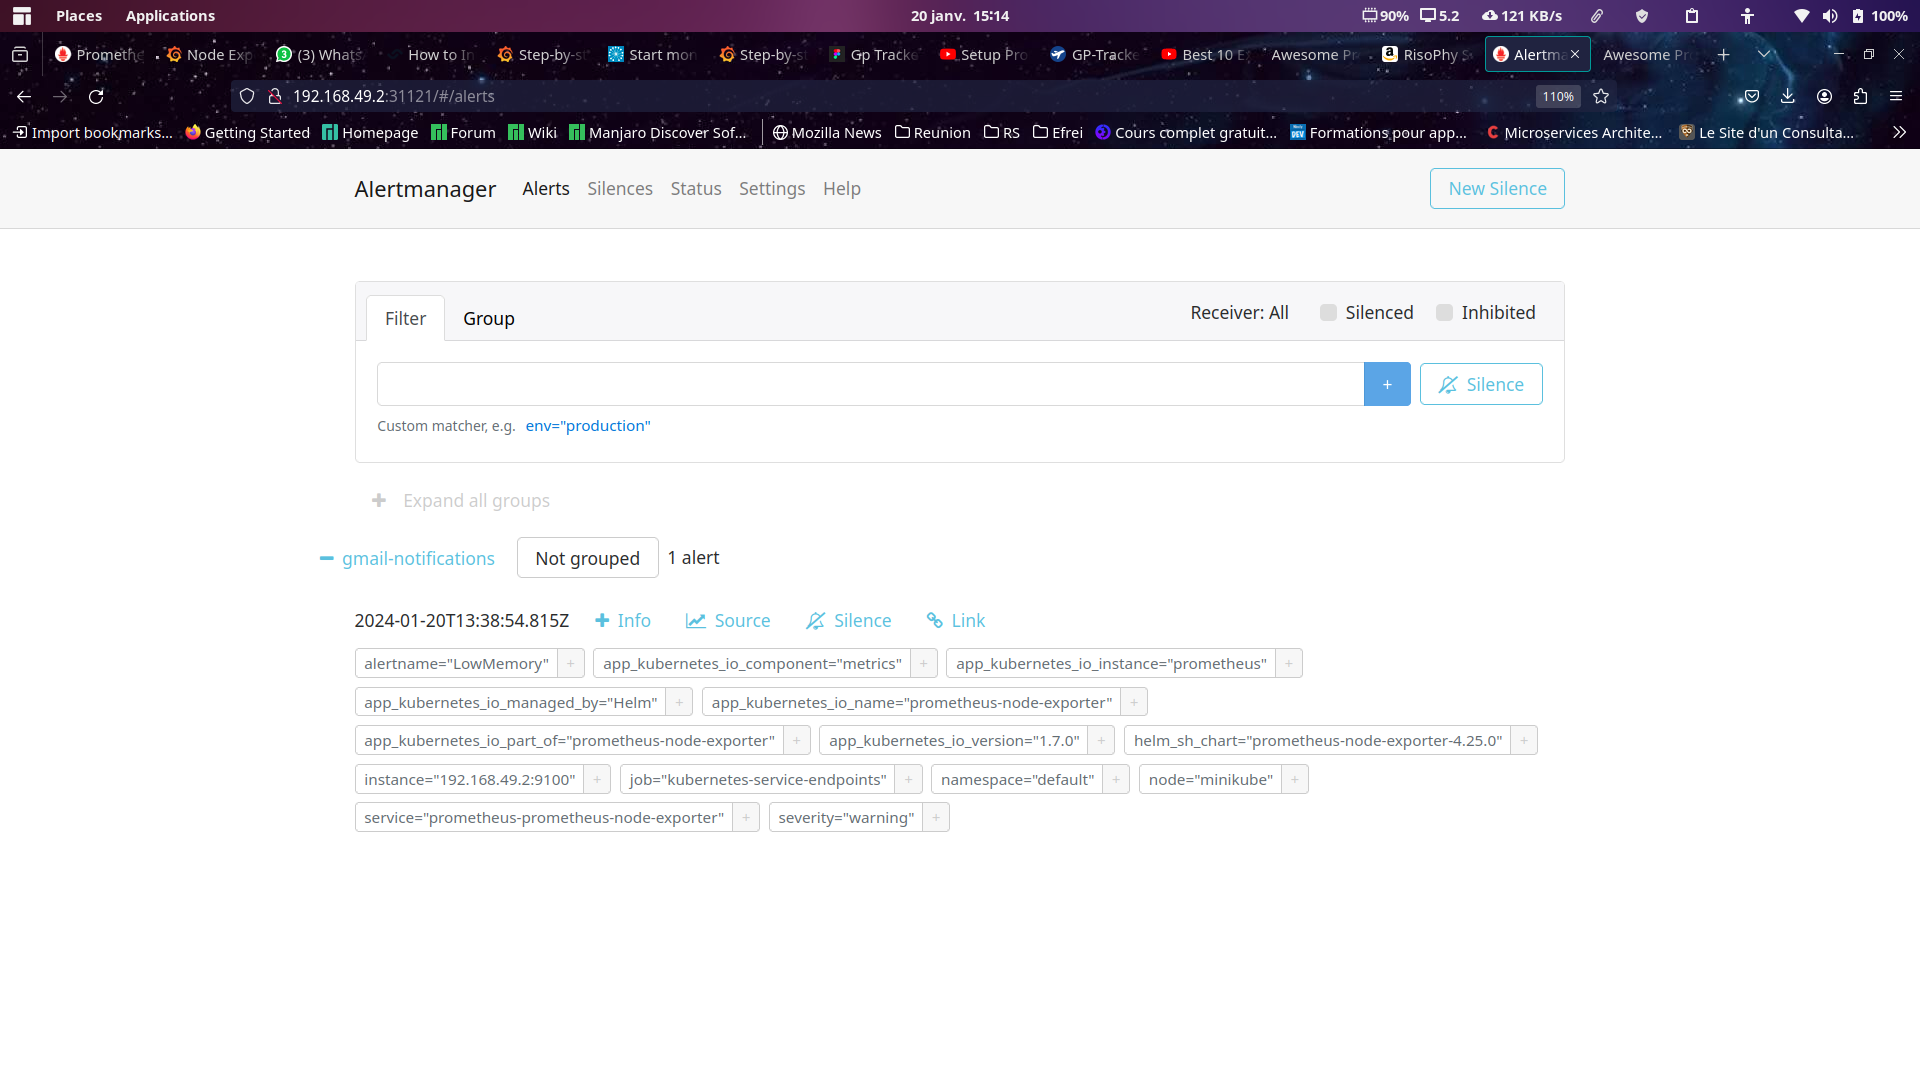 Places Applications 20 janv. 15:14 90% 5.2 121 KB/s 100%
Prometh Node Exp (3) Whats How to In Step-by-s Start mon Step-by-s Gp Tracke Setup Pro GP-Tracke Best 10 E Awesome Pr RisoPhy S Alertma Awesome Pr
192.168.49.2:31121/#/alerts 110%
Import bookmarks... Getting Started Homepage Forum Wiki Manjaro Discover Sof... Mozilla News Reunion RS Efrei Cours complet gratuit... Formations pour app... Microservices Archite... Le Site d'un Consulta...
Alertmanager Alerts Silences Status Settings Help New Silence
Filter Group Receiver: All Silenced Inhibited
+ Silence
Custom matcher, e.g. env="production"
+ Expand all groups
gmail-notifications Not grouped 1 alert
2024-01-20T13:38:54.815Z + Info Source Silence Link
alertname="LowMemory" + app_kubernetes_io_component="metrics" + app_kubernetes_io_instance="prometheus" +
app_kubernetes_io_managed_by="Helm" + app_kubernetes_io_name="prometheus-node-exporter" +
app_kubernetes_io_part_of="prometheus-node-exporter" + app_kubernetes_io_version="1.7.0" + helm_sh_chart="prometheus-node-exporter-4.25.0" +
instance="192.168.49.2:9100" + job="kubernetes-service-endpoints" + namespace="default" + node="minikube" +
service="prometheus-prometheus-node-exporter" + severity="warning" +